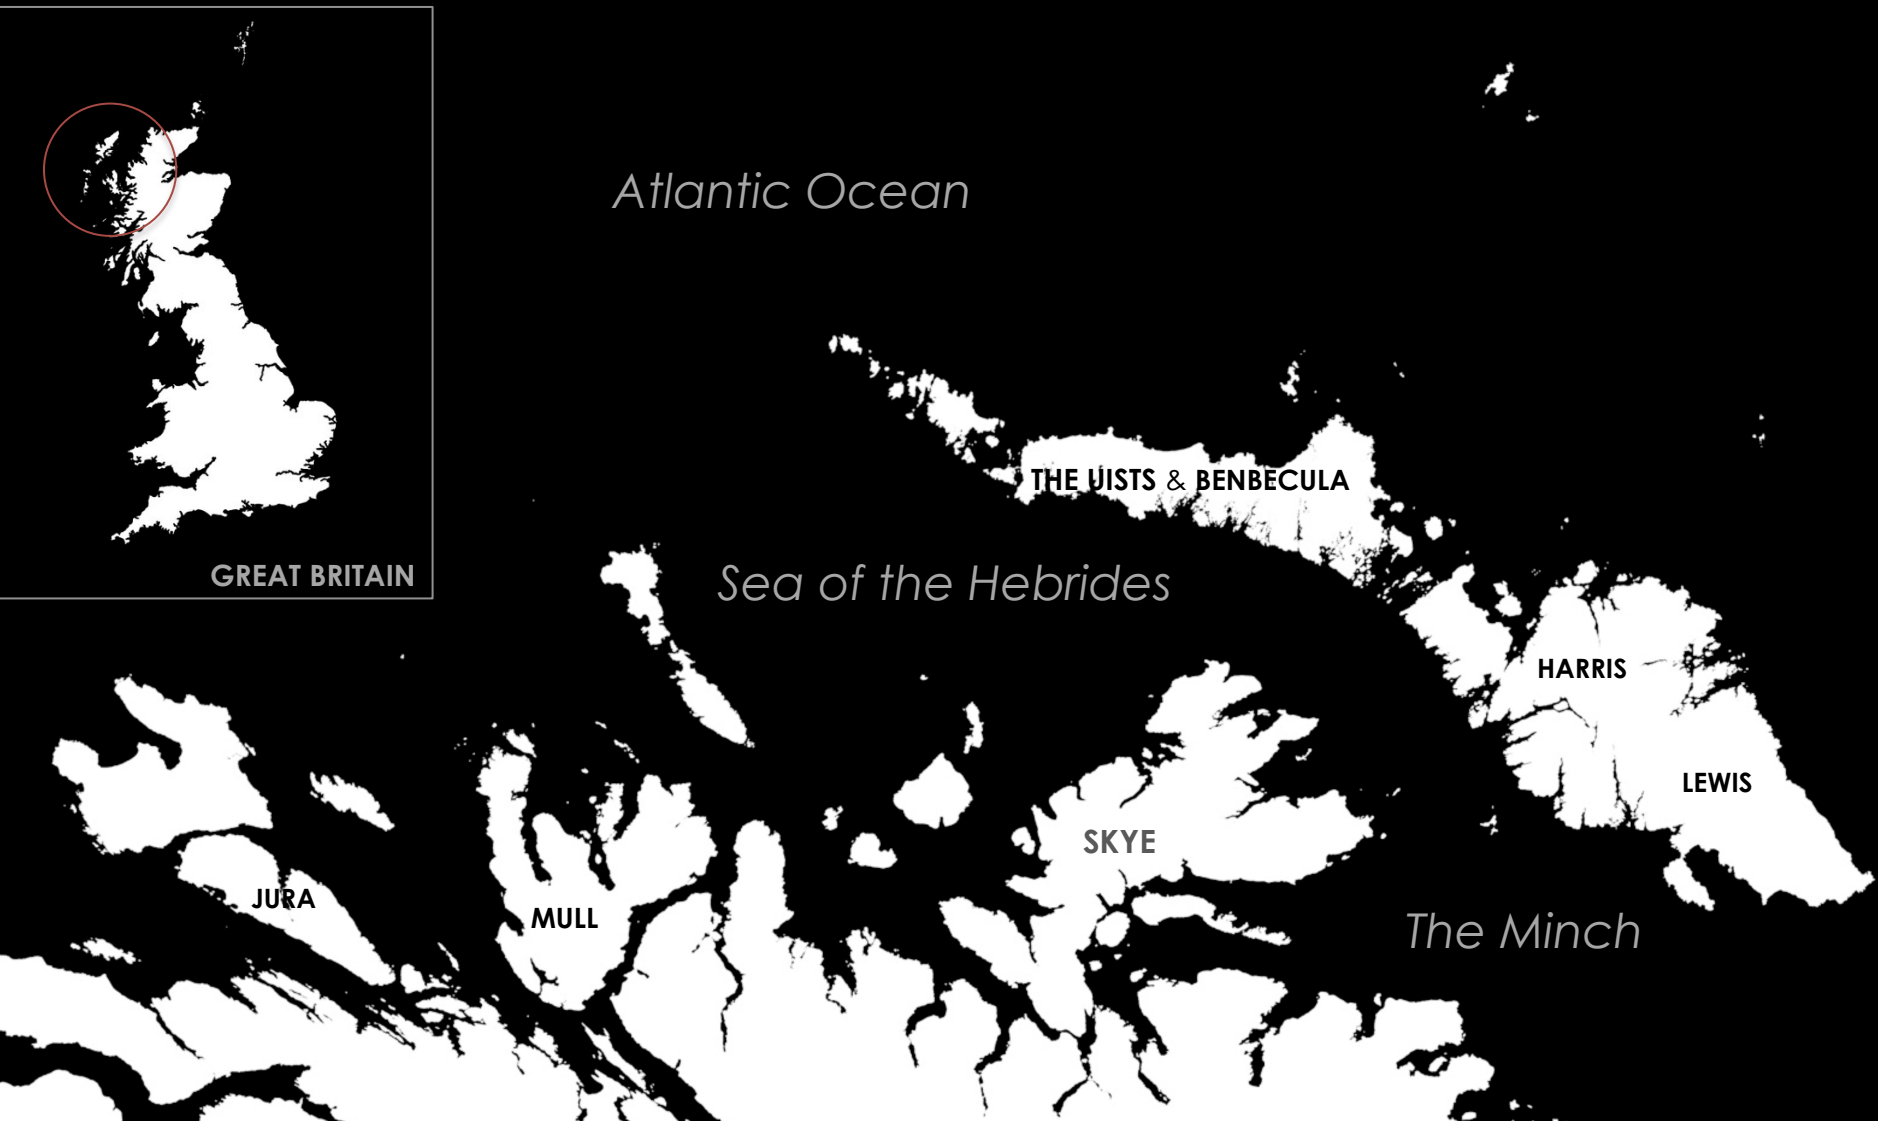 Atlantic Ocean
THE UISTS & BENBECULA
GREAT BRITAIN
Sea of the Hebrides
HARRIS
LEWIS
SKYE
JURA
MULL
The Minch